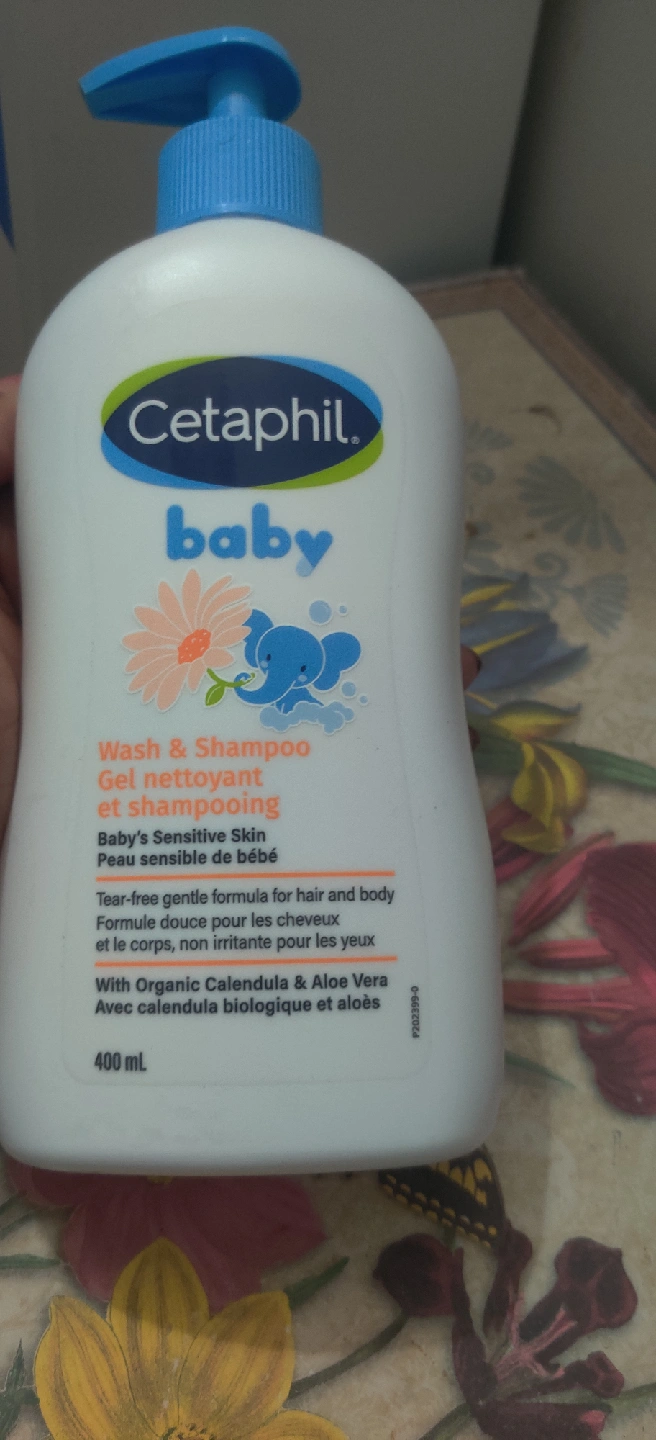 Cetaphil®
baby
Wash & Shampoo
Gel nettoyant
et shampooing
Baby's Sensitive Skin
Peau sensible de bébé
Tear-free gentle formula for hair and body
Formule douce pour les cheveux
et le corps, non irritante pour les yeux
With Organic Calendula & Aloe Vera
Avec calendula biologique et aloès
P202399-0
400 mL